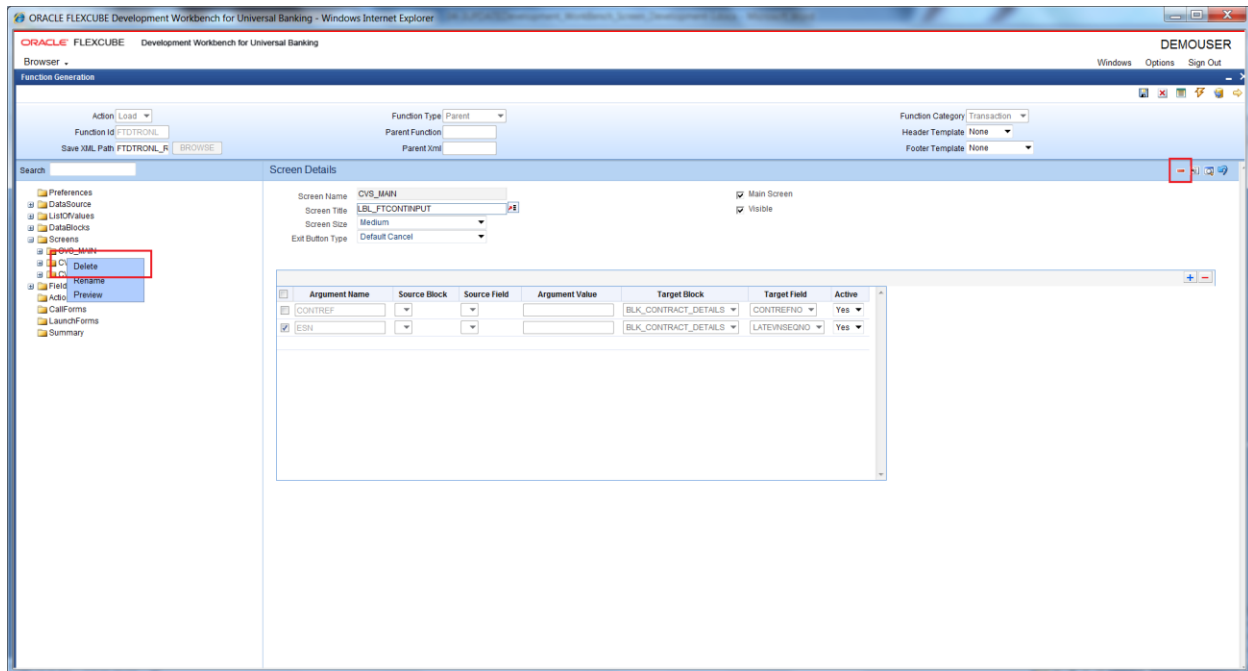 ORACLE FLEXCUBE Development Workbench for Universal Banking - Windows Internet Explorer
ORACLE FLEXCUBE Development Workbench for Universal Banking
DEMOUSER
Browser
Windows Options Sign Out
Function Generation
Action Load Function Type Parent Function Category Transaction
Function Id FTDTRONL Parent Function Header Template None
Save XML Path FTDTRONL_R BROWSE Parent Xml Footer Template None
Search
Screen Details
Preferences
DataSource
ListOfValues
DataBlocks
Screens
CVS_MAIN
Delete
Rename
Field
Preview
Actio
CallForms
LaunchForms
Summary
Screen Name CVS_MAIN Main Screen
Screen Title LBL_FTCONTINPUT Visible
Screen Size Medium
Exit Button Type Default Cancel
Argument Name Source Block Source Field Argument Value Target Block Target Field Active
CONTREF BLK_CONTRACT_DETAILS CONTREFNO Yes
ESN BLK_CONTRACT_DETAILS LATEVNSEQNO Yes